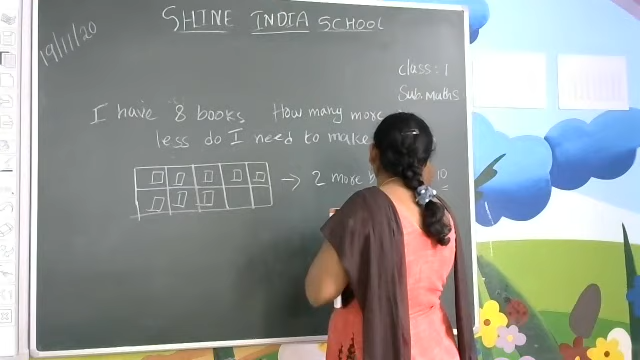 SHINE INDIA SCHOOL
19/11/20
class: 1
Sub: Maths
I have 8 books How many more
less do I need to make
→ 2 more
10